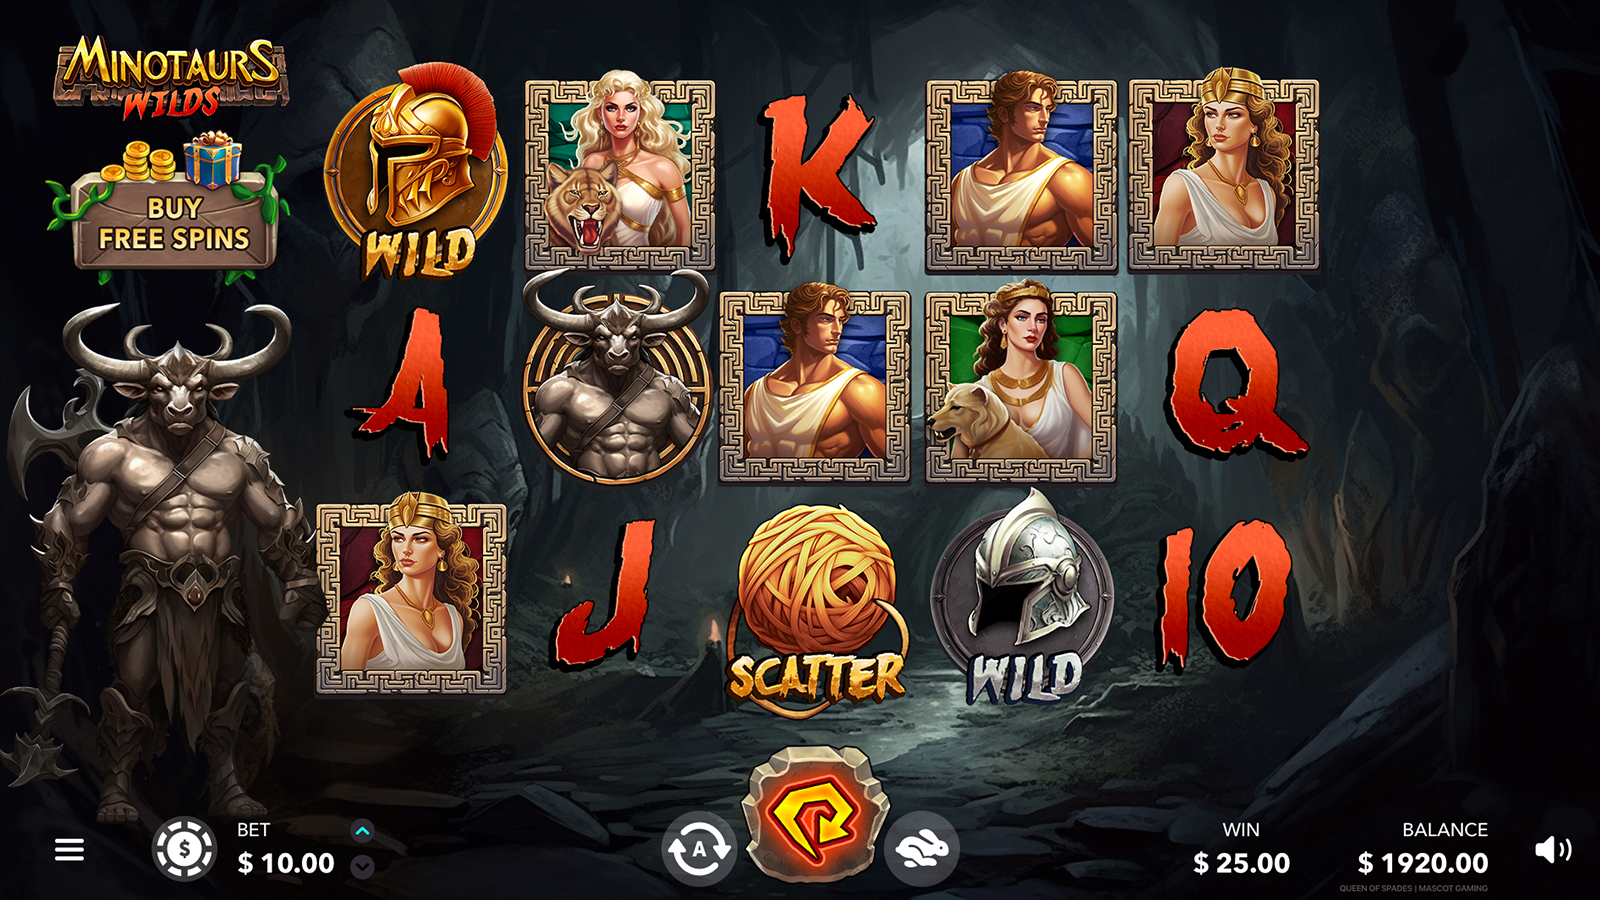 MINOTAURS
WILDS
BUY
FREE SPINS
WILD
K
A
Q
J
SCATTER
WILD
10
BET
$ 10.00
A
$
WIN
$ 25.00
BALANCE
$ 1920.00
QUEEN OF SPADES | MASCOT GAMING